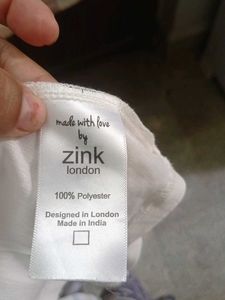 made with love
by
zink
london
100% Polyester
Designed in London
Made in India